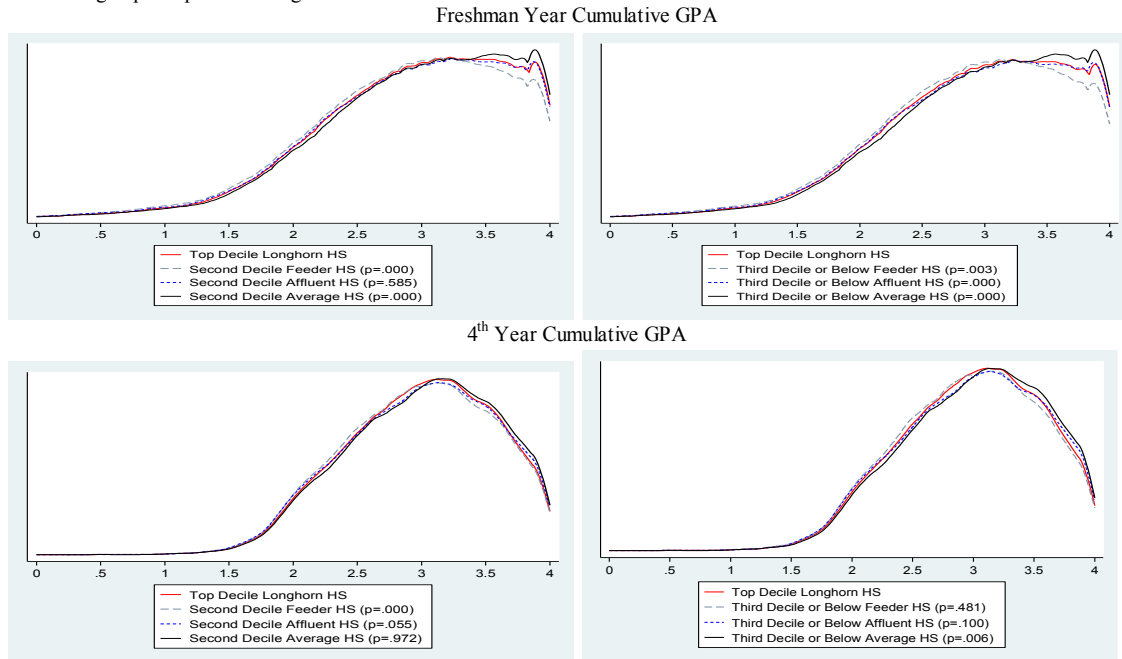 Freshman Year Cumulative GPA
0 .5 1 1.5 2 2.5 3 3.5 4
Top Decile Longhorn HS
Second Decile Feeder HS (p=.000)
Second Decile Affluent HS (p=.585)
Second Decile Average HS (p=.000)
0 .5 1 1.5 2 2.5 3 3.5 4
Top Decile Longhorn HS
Third Decile or Below Feeder HS (p=.003)
Third Decile or Below Affluent HS (p=.000)
Third Decile or Below Average HS (p=.000)
4th Year Cumulative GPA
0 .5 1 1.5 2 2.5 3 3.5 4
Top Decile Longhorn HS
Second Decile Feeder HS (p=.000)
Second Decile Affluent HS (p=.055)
Second Decile Average HS (p=.972)
0 .5 1 1.5 2 2.5 3 3.5 4
Top Decile Longhorn HS
Third Decile or Below Feeder HS (p=.481)
Third Decile or Below Affluent HS (p=.100)
Third Decile or Below Average HS (p=.006)